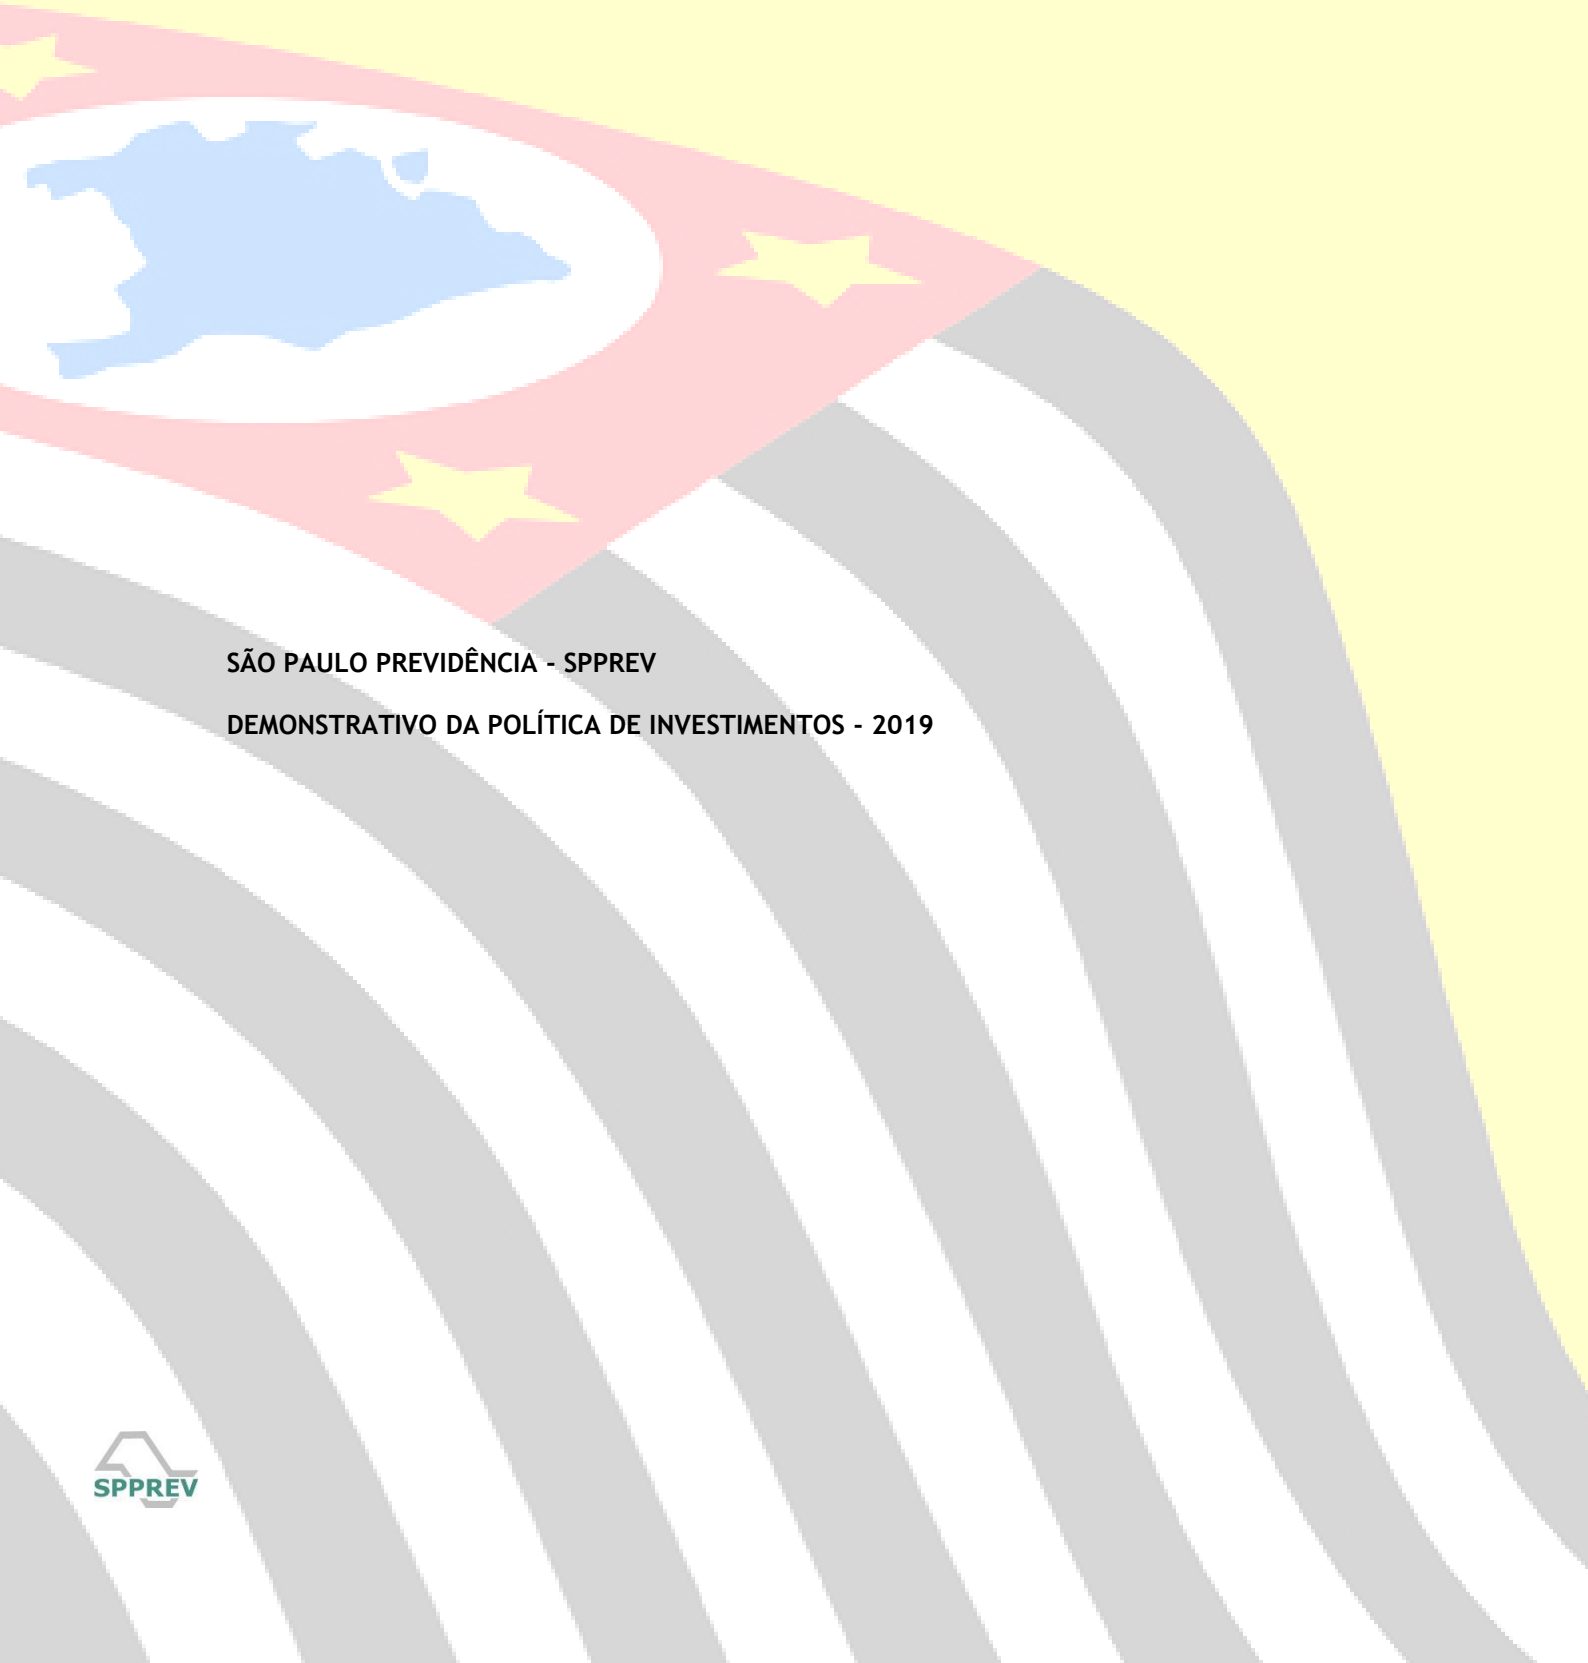 SÃO PAULO PREVIDÊNCIA - SPPREV
DEMONSTRATIVO DA POLÍTICA DE INVESTIMENTOS - 2019
SPPREV